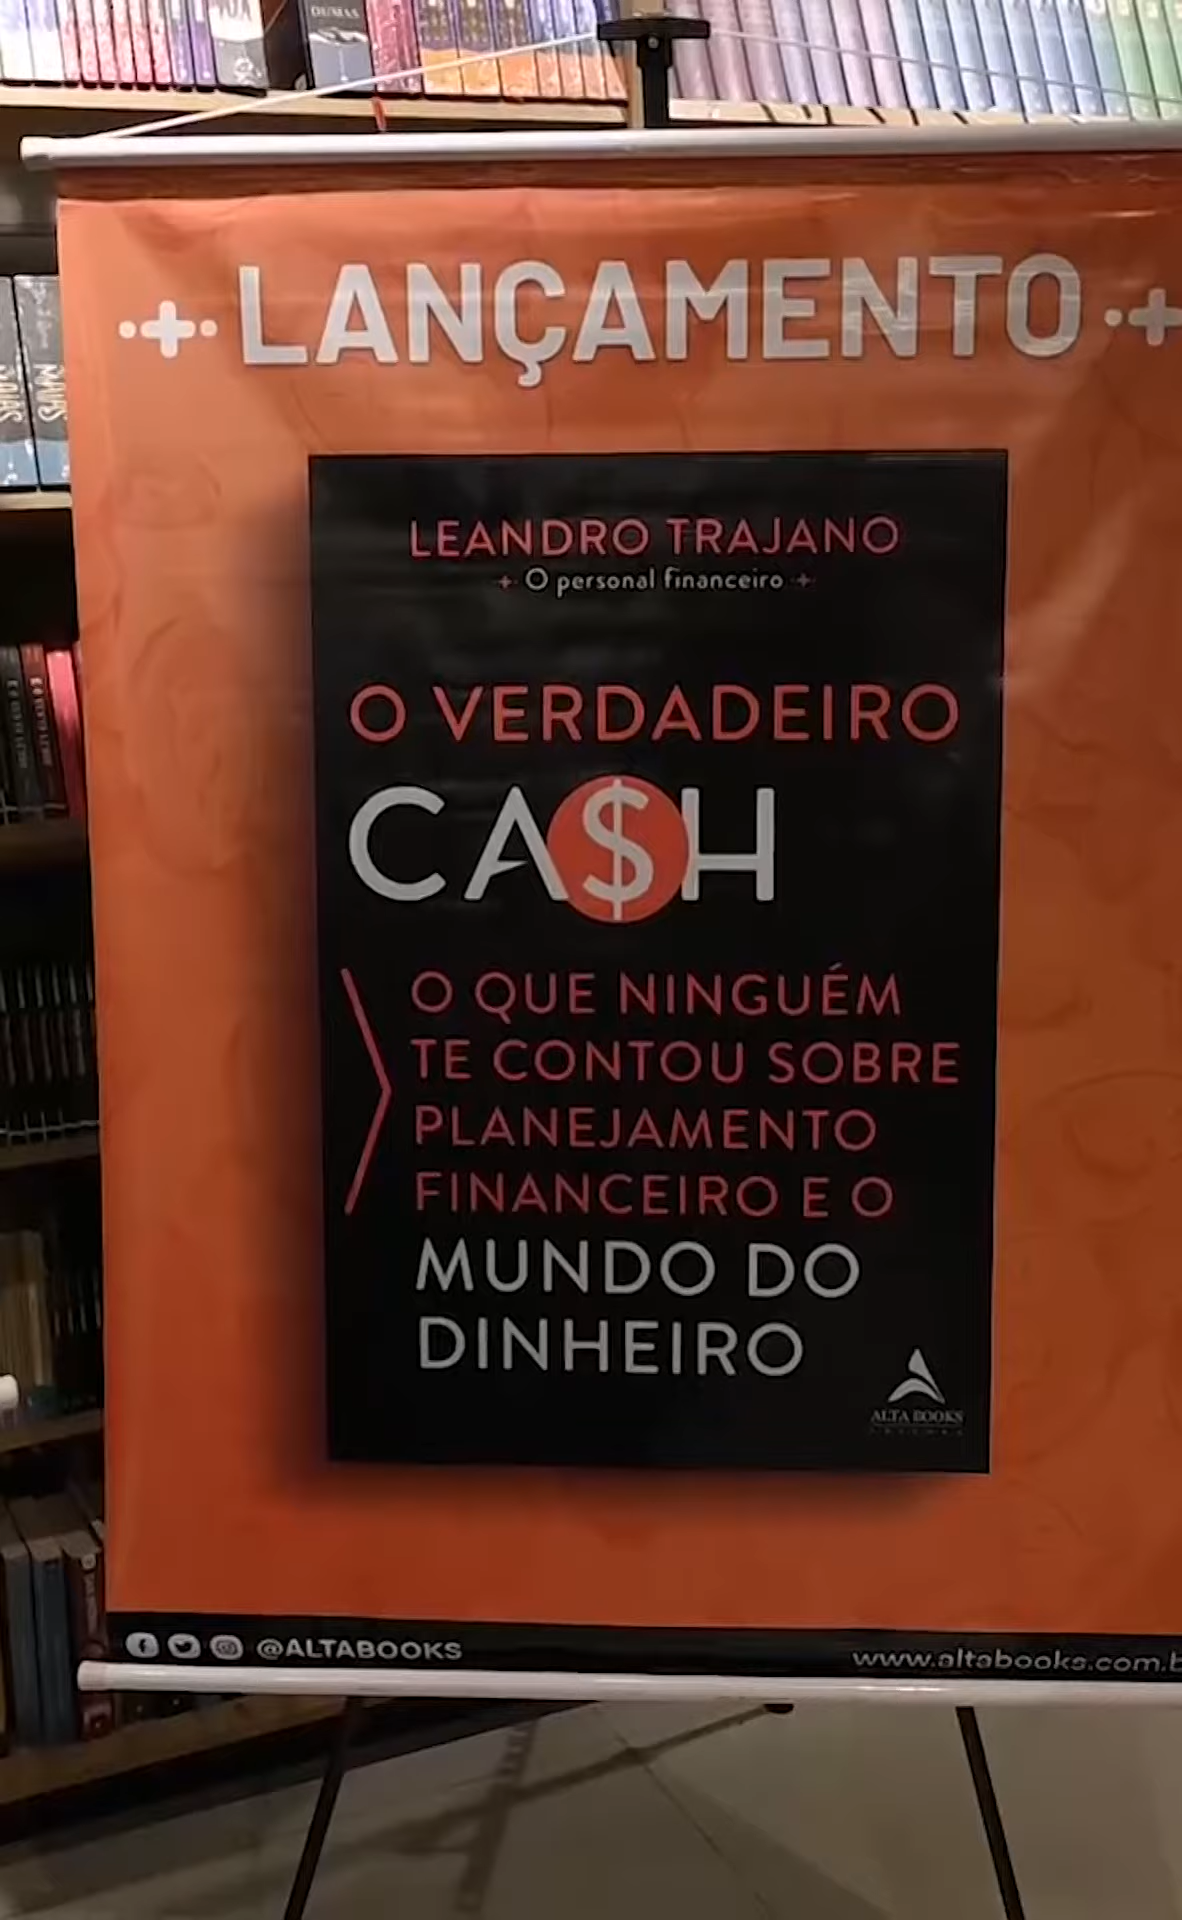 DUMAS
LANÇAMENTO
LEANDRO TRAJANO
O personal financeiro
O VERDADEIRO
CA$H
O QUE NINGUÉM
TE CONTOU SOBRE
PLANEJAMENTO
FINANCEIRO E O
MUNDO DO
DINHEIRO
ALTA BOOKS
@ALTABOOKS
www.altabooks.com.b